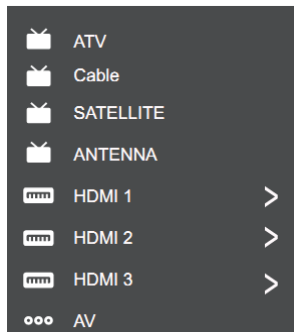 ATV
Cable
SATELLITE
ANTENNA
HDMI 1
HDMI 2
HDMI 3
AV